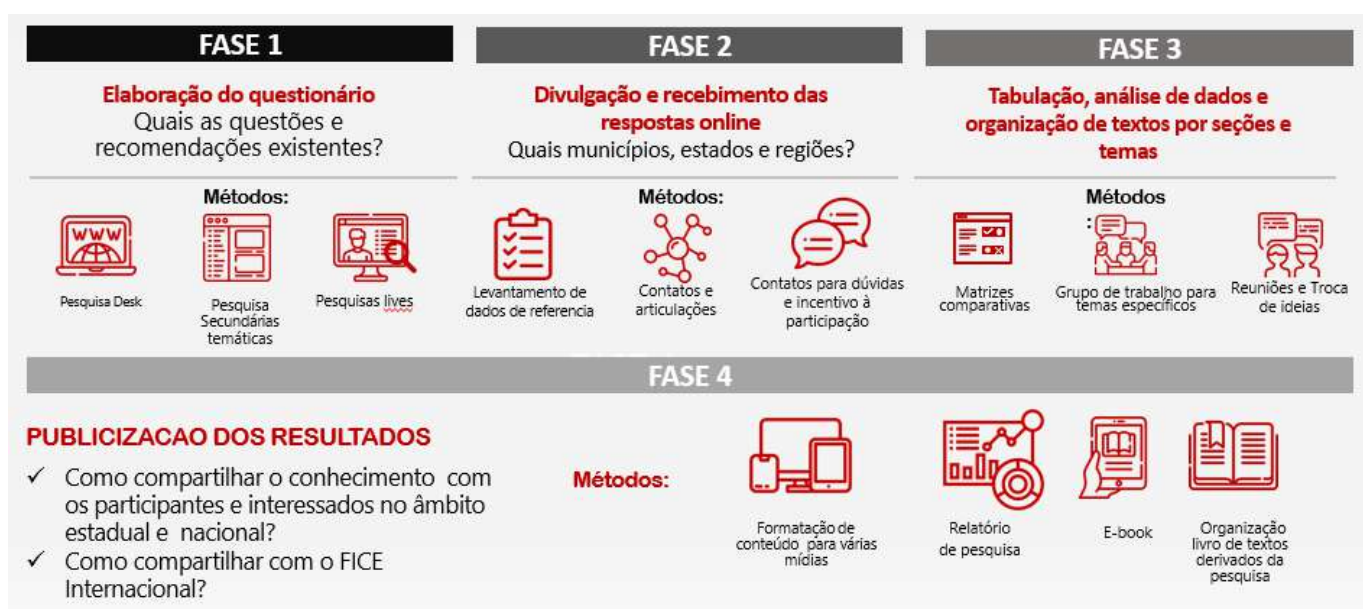 FASE 1
Elaboração do questionário
Quais as questões e
recomendações existentes?
Métodos:
WWW
Pesquisa Desk
Pesquisa
Secundárias
temáticas
Pesquisas lives
FASE 2
Divulgação e recebimento das
respostas online
Quais municípios, estados e regiões?
Métodos:
Levantamento de
dados de referencia
Contatos e
articulações
Contatos para dúvidas
e incentivo à
participação
FASE 3
Tabulação, análise de dados e
organização de textos por seções e
temas
Métodos
:
Matrizes
comparativas
Grupo de trabalho para
temas específicos
Reuniões e Troca
de ideias
FASE 4
PUBLICIZACAO DOS RESULTADOS
✓ Como compartilhar o conhecimento com
os participantes e interessados no âmbito
estadual e nacional?
✓ Como compartilhar com o FICE
Internacional?
Métodos:
Formatação de
conteúdo para várias
mídias
Relatório
de pesquisa
E-book
Organização
livro de textos
derivados da
pesquisa